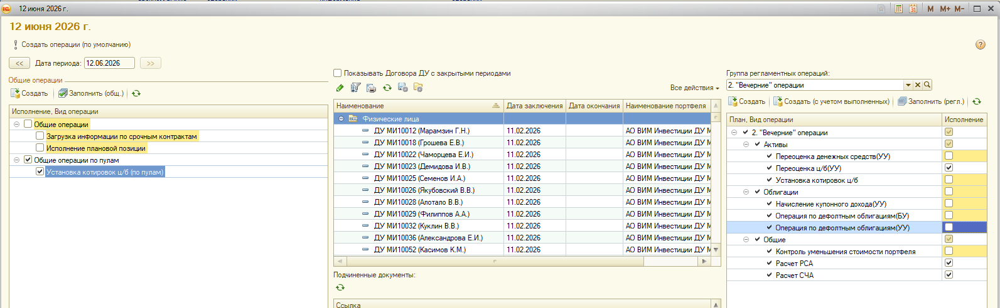 12 июня 2026 г.
M M+ M-
12 июня 2026 г.
Создать операции (по умолчанию)
<< Дата периода: 12.06.2026 >>
Общие операции
Создать Заполнить (общ.)
Исполнение, Вид операции
Общие операции
Загрузка информации по срочным контрактам
Исполнение плановой позиции
Общие операции по пулам
Установка котировок ц/б (по пулам)
Показывать Договора ДУ с закрытыми периодами
Все действия
Наименование Дата заключения Дата окончания Наименование портфеля
Физические лица
ДУ МИ10012 (Марамзин Г.Н.) 11.02.2026 АО ВИМ Инвестиции ДУ М
ДУ МИ10018 (Грошева Е.В.) 11.02.2026 АО ВИМ Инвестиции ДУ М
ДУ МИ10022 (Чаморцева Е.И.) 11.02.2026 АО ВИМ Инвестиции ДУ М
ДУ МИ10023 (Демидова И.В.) 11.02.2026 АО ВИМ Инвестиции ДУ М
ДУ МИ10025 (Семенов И.А.) 11.02.2026 АО ВИМ Инвестиции ДУ М
ДУ МИ10026 (Якубовский В.В.) 11.02.2026 АО ВИМ Инвестиции ДУ М
ДУ МИ10028 (Алотало В.В.) 11.02.2026 АО ВИМ Инвестиции ДУ М
ДУ МИ10029 (Филиппов А.А.) 11.02.2026 АО ВИМ Инвестиции ДУ М
ДУ МИ10032 (Куклин В.В.) 11.02.2026 АО ВИМ Инвестиции ДУ М
ДУ МИ10036 (Александрова Е.И.) 11.02.2026 АО ВИМ Инвестиции ДУ М
ДУ МИ10052 (Касимов К.М.) 11.02.2026 АО ВИМ Инвестиции ДУ М
Подчиненные документы:
Ссылка
Группа регламентных операций:
2. "Вечерние" операции
Создать Создать (с учетом выполненных) Заполнить (регл.)
План, Вид операции Исполнение
2. "Вечерние" операции
Активы
Переоценка денежных средств(УУ)
Переоценка ц/б(УУ)
Установка котировок ц/б
Облигации
Начисление купонного дохода(УУ)
Операция по дефолтным облигациям(БУ)
Операция по дефолтным облигациям(УУ)
Общие
Контроль уменьшения стоимости портфеля
Расчет РСА
Расчет СЧА